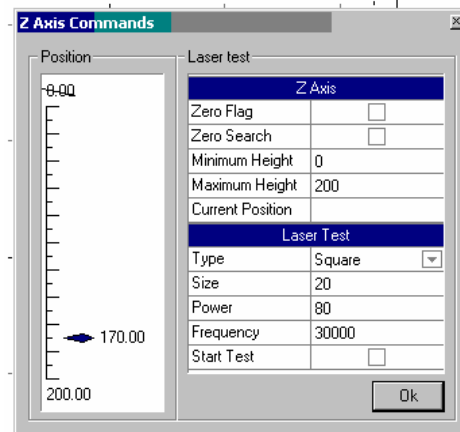 Z Axis Commands
Position
Laser test
0.00
170.00
200.00
Z Axis
Zero Flag
Zero Search
Minimum Height 0
Maximum Height 200
Current Position
Laser Test
Type Square
Size 20
Power 80
Frequency 30000
Start Test
Ok